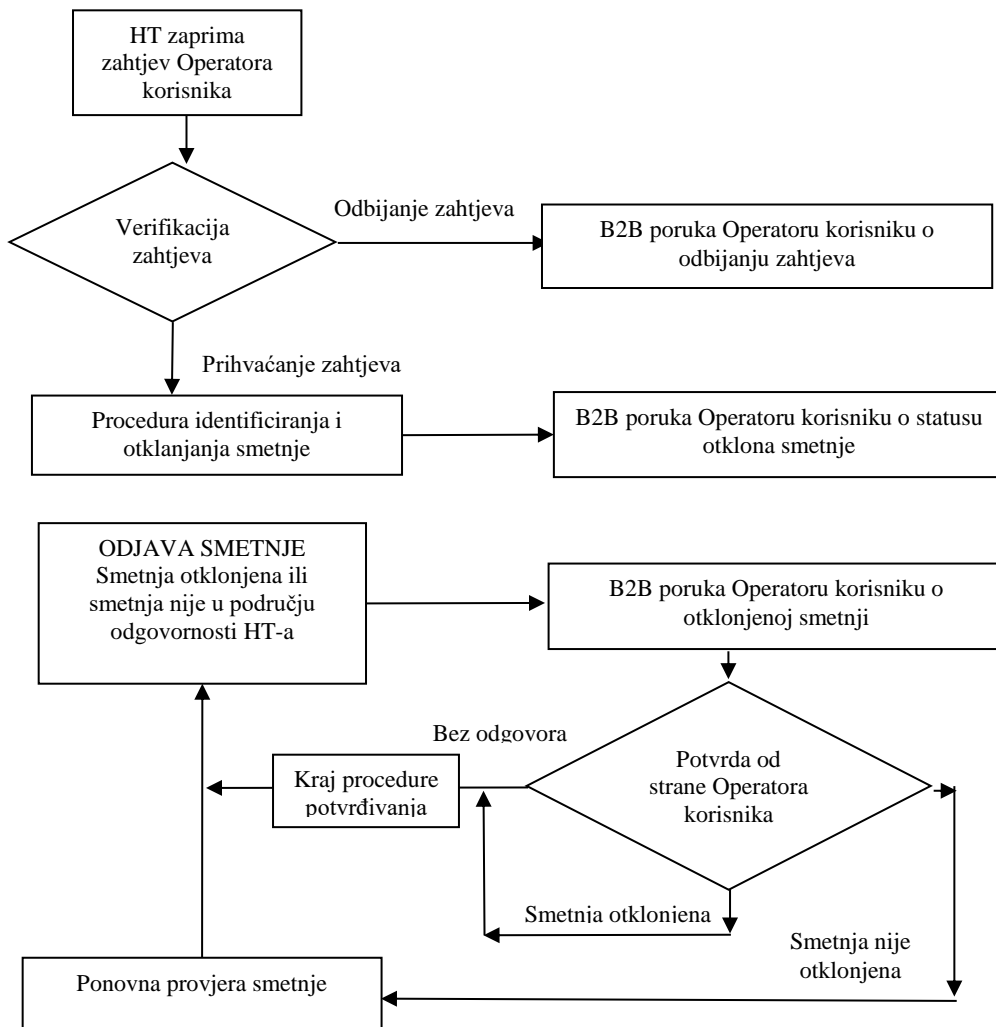 HT zaprima
zahtjev Operatora
korisnika
Verifikacija
zahtjeva
Odbijanje zahtjeva
B2B poruka Operatoru korisniku o
odbijanju zahtjeva
Prihvaćanje zahtjeva
Procedura identificiranja i
otklanjanja smetnje
B2B poruka Operatoru korisniku o statusu
otklona smetnje
ODJAVA SMETNJE
Smetnja otklonjena ili
smetnja nije u području
odgovornosti HT-a
B2B poruka Operatoru korisniku o
otklonjenoj smetnji
Bez odgovora
Kraj procedure
potvrđivanja
Potvrda od
strane Operatora
korisnika
Smetnja otklonjena
Smetnja nije
otklonjena
Ponovna provjera smetnje